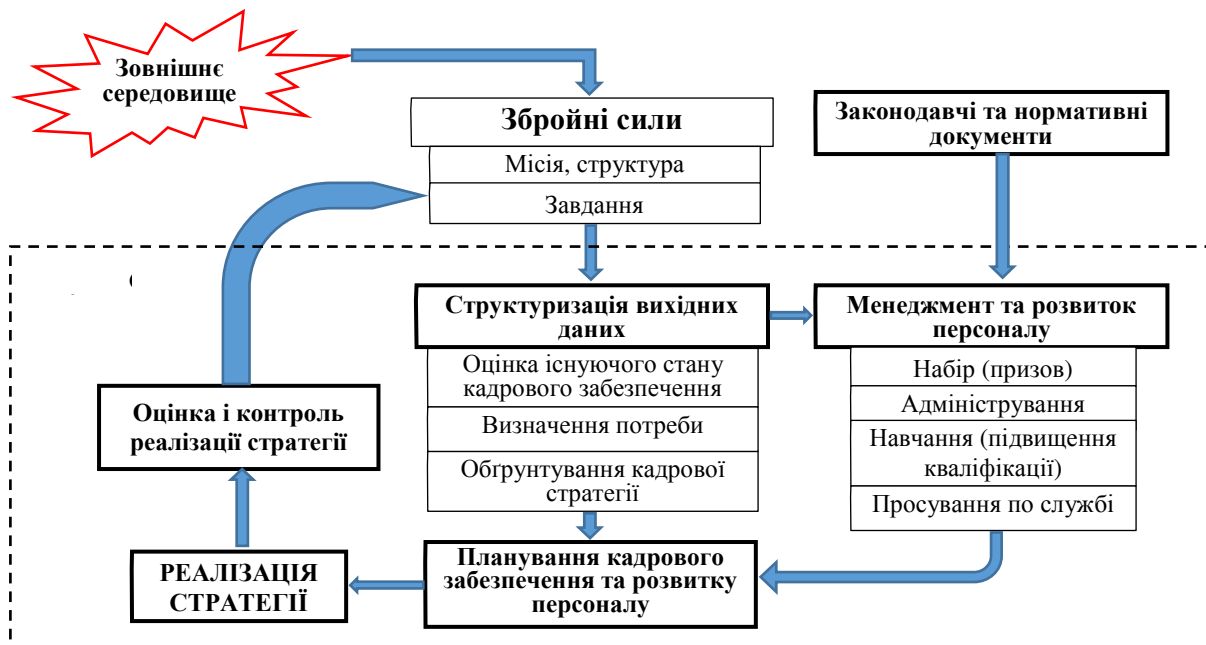 Зовнішнє
середовище
Збройні сили
Місія, структура
Завдання
Законодавчі та нормативні
документи
Структуризація вихідних
даних
Оцінка існуючого стану
кадрового забезпечення
Визначення потреби
Обґрунтування кадрової
стратегії
Менеджмент та розвиток
персоналу
Набір (призов)
Адміністрування
Навчання (підвищення
кваліфікації)
Просування по службі
Оцінка і контроль
реалізації стратегії
РЕАЛІЗАЦІЯ
СТРАТЕГІЇ
Планування кадрового
забезпечення та розвитку
персоналу